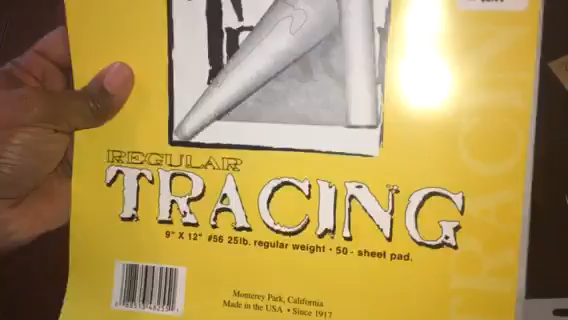 REGULAR
TRACING
9" X 12" #56 25lb. regular weight • 50 - sheet pad.
Monterey Park, California
Made in the USA • Since 1917
TRACIN